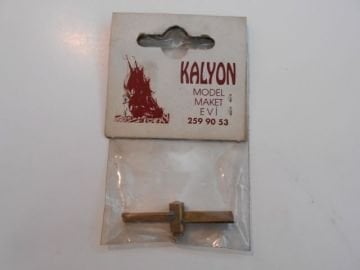 KALYON
MODEL
MAKET
EVİ
259 90 53